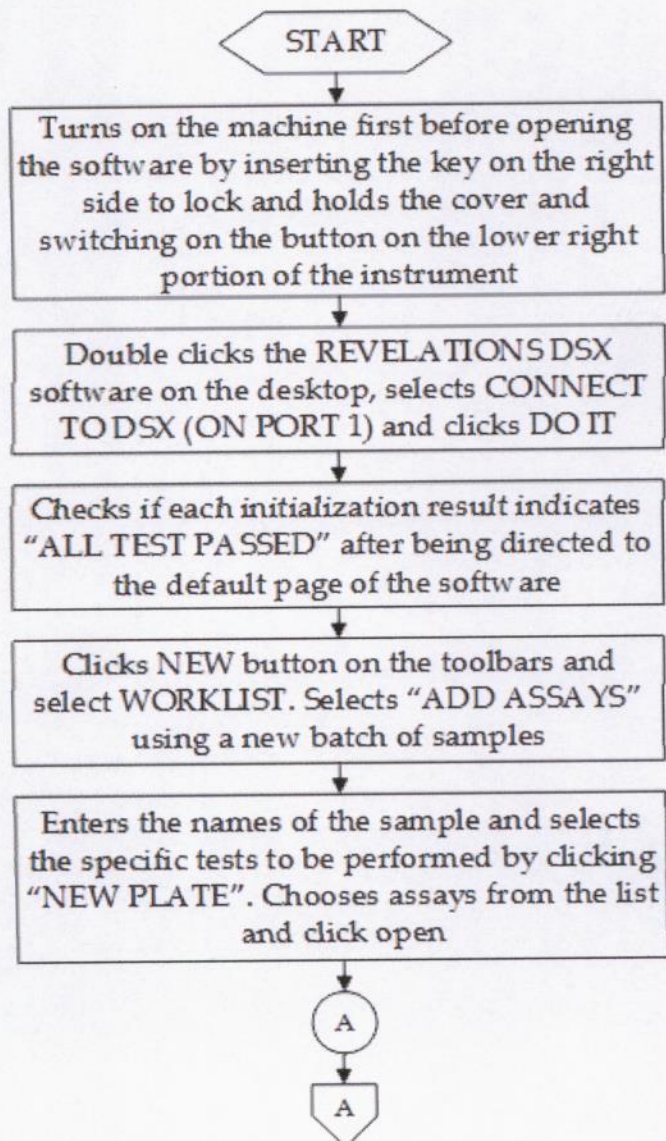 START
Turns on the machine first before opening
the software by inserting the key on the right
side to lock and holds the cover and
switching on the button on the lower right
portion of the instrument
Double clicks the REVELATIONS DSX
software on the desktop, selects CONNECT
TO DSX (ON PORT 1) and clicks DO IT
Checks if each initialization result indicates
“ALL TEST PASSED” after being directed to
the default page of the software
Clicks NEW button on the toolbars and
select WORKLIST. Selects “ADD ASSAYS”
using a new batch of samples
Enters the names of the sample and selects
the specific tests to be performed by clicking
“NEW PLATE”. Chooses assays from the list
and click open
A
A